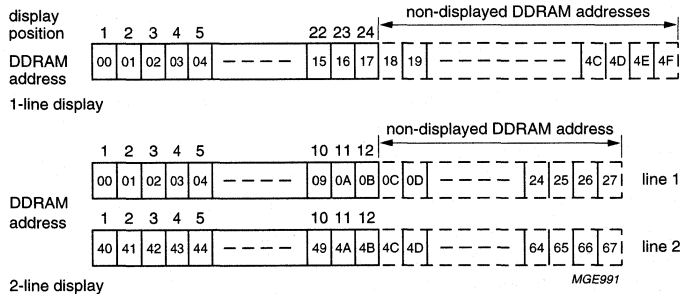 display position
non-displayed DDRAM addresses
1 2 3 4 5 22 23 24
DDRAM address
00 01 02 03 04 15 16 17 18 19 4C 4D 4E 4F
1-line display
non-displayed DDRAM address
1 2 3 4 5 10 11 12
00 01 02 03 04 09 0A 0B 0C 0D 24 25 26 27 line 1
DDRAM address
1 2 3 4 5 10 11 12
40 41 42 43 44 49 4A 4B 4C 4D 64 65 66 67 line 2
MGE991
2-line display